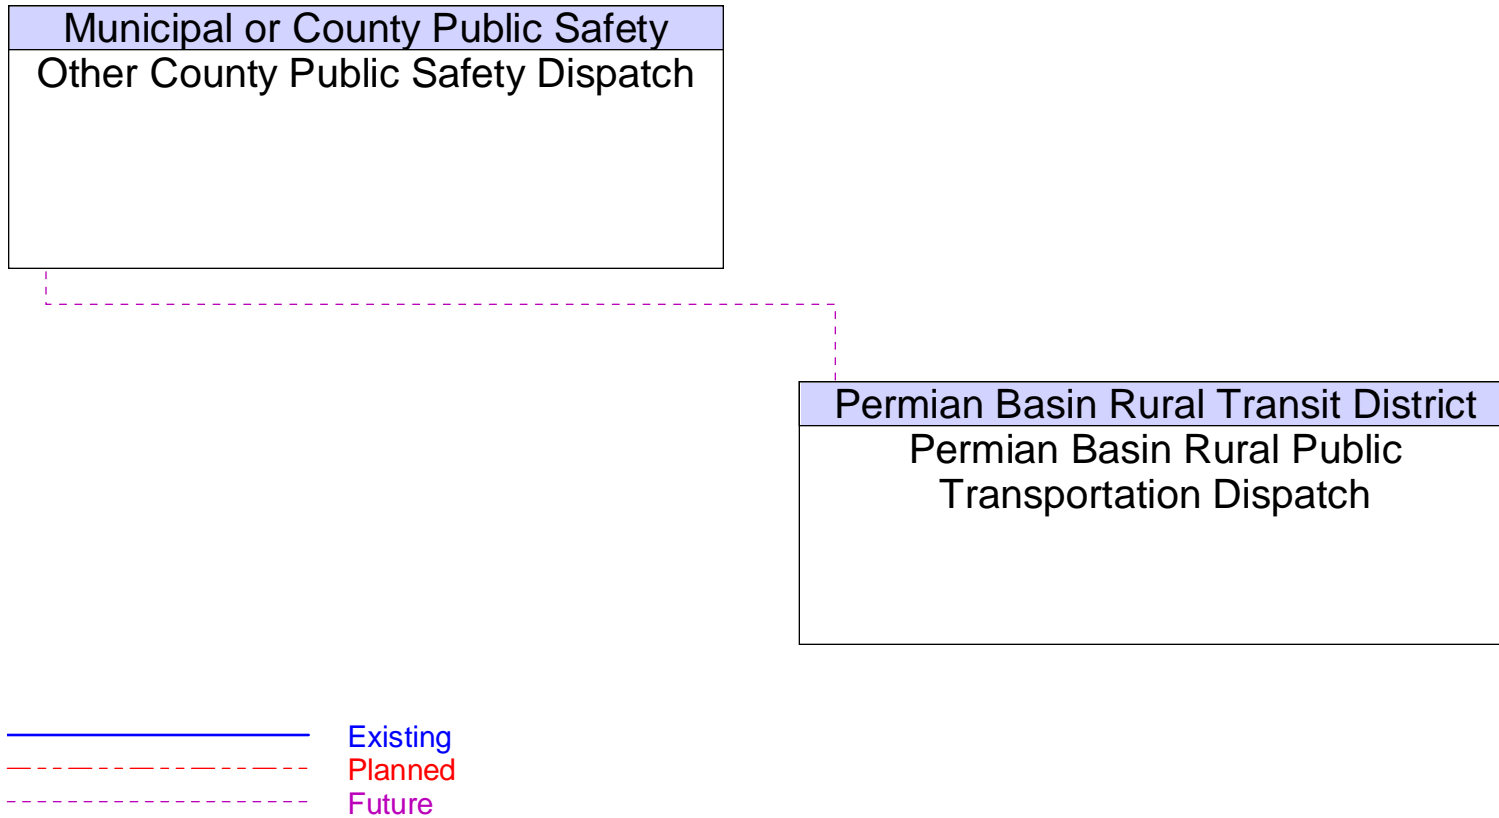 Municipal or County Public Safety
Other County Public Safety Dispatch
Permian Basin Rural Transit District
Permian Basin Rural Public
Transportation Dispatch
Existing
Planned
Future